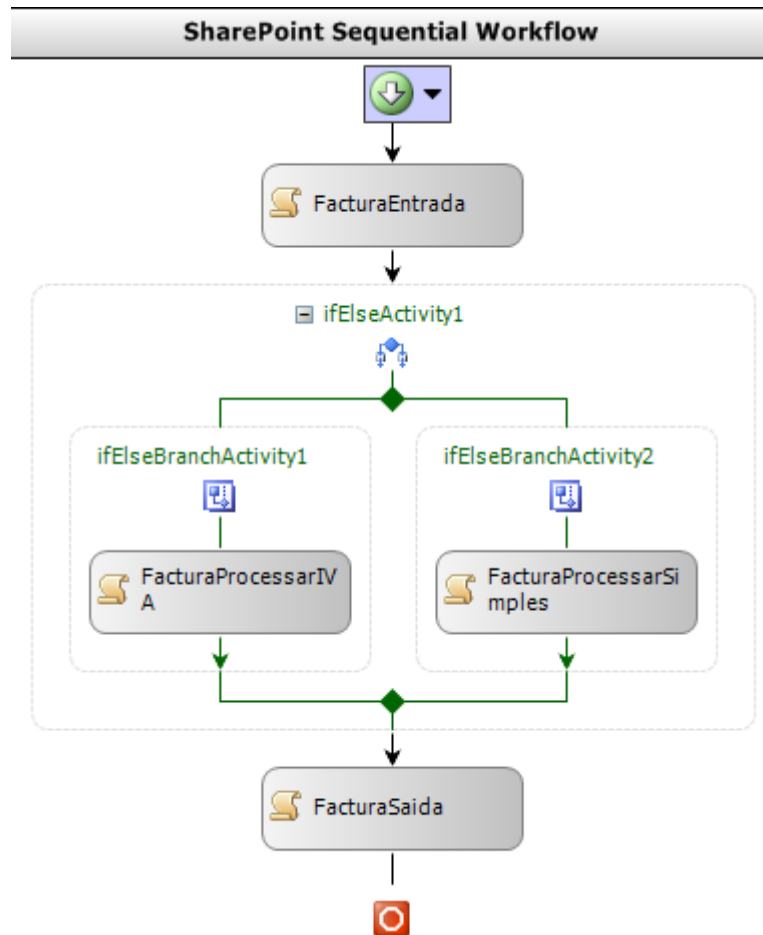 SharePoint Sequential Workflow
FacturaEntrada
ifElseActivity1
ifElseBranchActivity1
ifElseBranchActivity2
FacturaProcessarIV
A
FacturaProcessarSi
mples
FacturaSaida